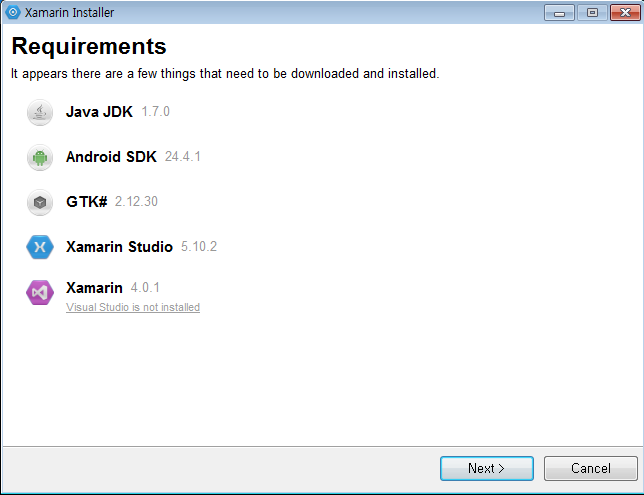 Xamarin Installer
Requirements
It appears there are a few things that need to be downloaded and installed.
Java JDK 1.7.0
Android SDK 24.4.1
GTK# 2.12.30
Xamarin Studio 5.10.2
Xamarin 4.0.1
Visual Studio is not installed
Next > Cancel